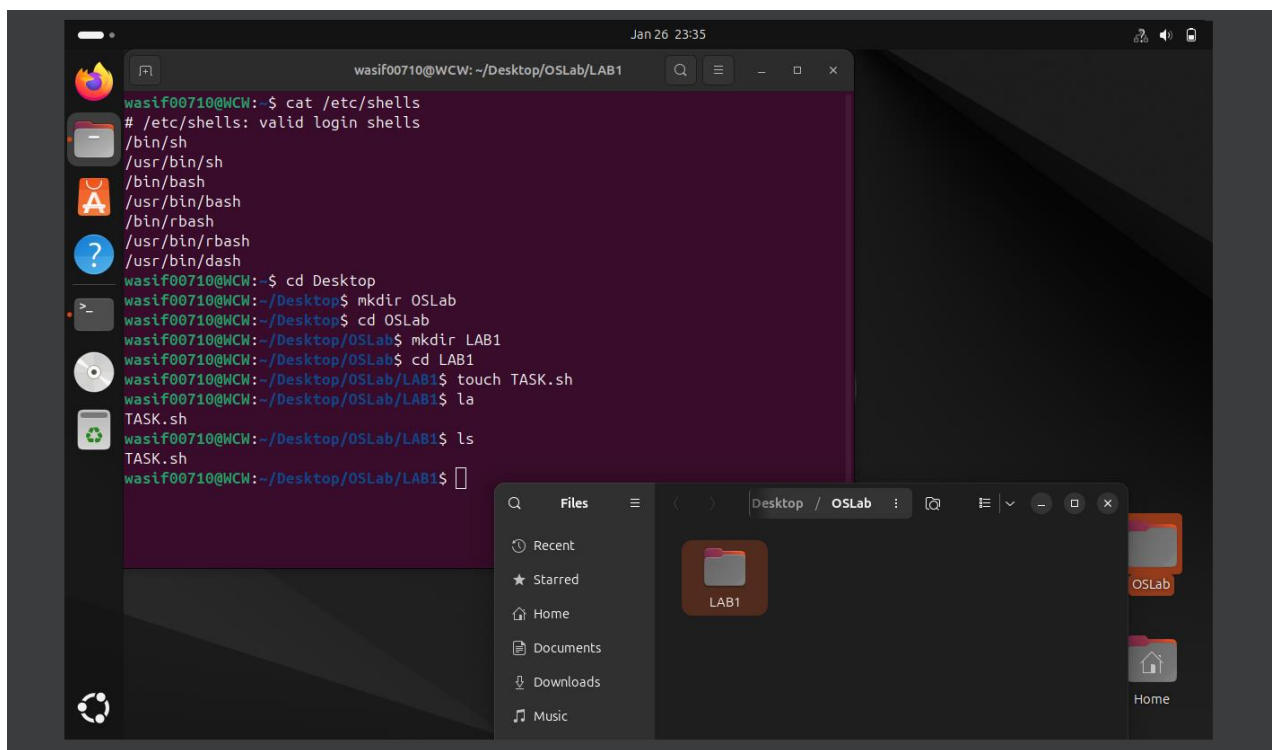 Jan 26 23:35
wasif00710@WCW: ~/Desktop/OSLab/LAB1
wasif00710@WCW:~$ cat /etc/shells
# /etc/shells: valid login shells
/bin/sh
/usr/bin/sh
/bin/bash
/usr/bin/bash
/bin/rbash
/usr/bin/rbash
/usr/bin/dash
wasif00710@WCW:~$ cd Desktop
wasif00710@WCW:~/Desktop$ mkdir OSLab
wasif00710@WCW:~/Desktop$ cd OSLab
wasif00710@WCW:~/Desktop/OSLab$ mkdir LAB1
wasif00710@WCW:~/Desktop/OSLab$ cd LAB1
wasif00710@WCW:~/Desktop/OSLab/LAB1$ touch TASK.sh
wasif00710@WCW:~/Desktop/OSLab/LAB1$ la
TASK.sh
wasif00710@WCW:~/Desktop/OSLab/LAB1$ ls
TASK.sh
wasif00710@WCW:~/Desktop/OSLab/LAB1$
Files
Desktop / OSLab
Recent
Starred
Home
Documents
Downloads
Music
LAB1
OSLab
Home